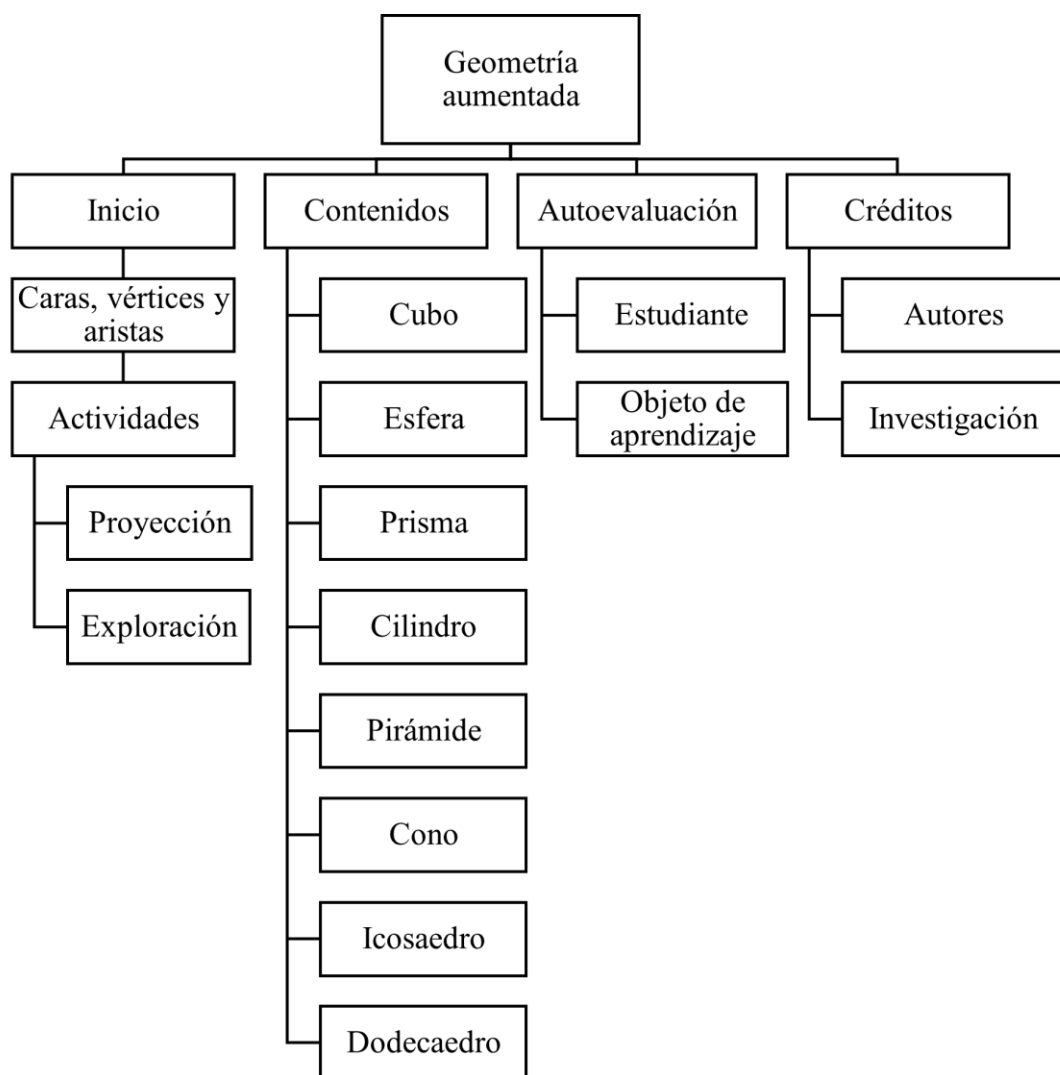 Geometría
aumentada
Inicio
Contenidos
Autoevaluación
Créditos
Caras, vértices y
aristas
Actividades
Proyección
Exploración
Cubo
Esfera
Prisma
Cilindro
Pirámide
Cono
Icosaedro
Dodecaedro
Estudiante
Objeto de
aprendizaje
Autores
Investigación